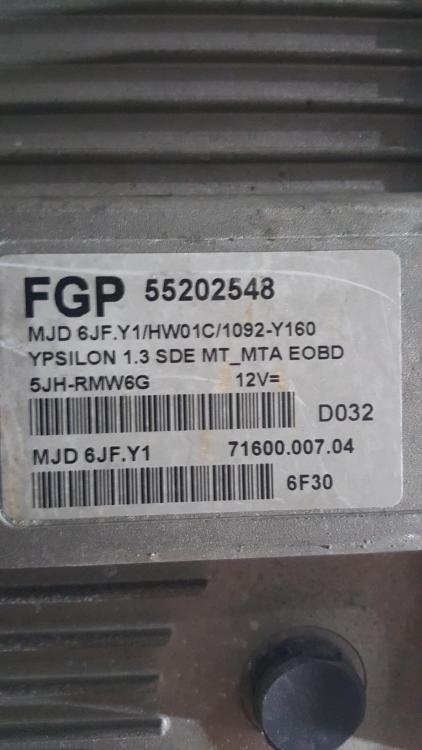 FGP 55202548
MJD 6JF.Y1/HW01C/1092-Y160
YPSILON 1.3 SDE MT_MTA EOBD
5JH-RMW6G 12V=
D032
MJD 6JF.Y1 71600.007.04
6F30